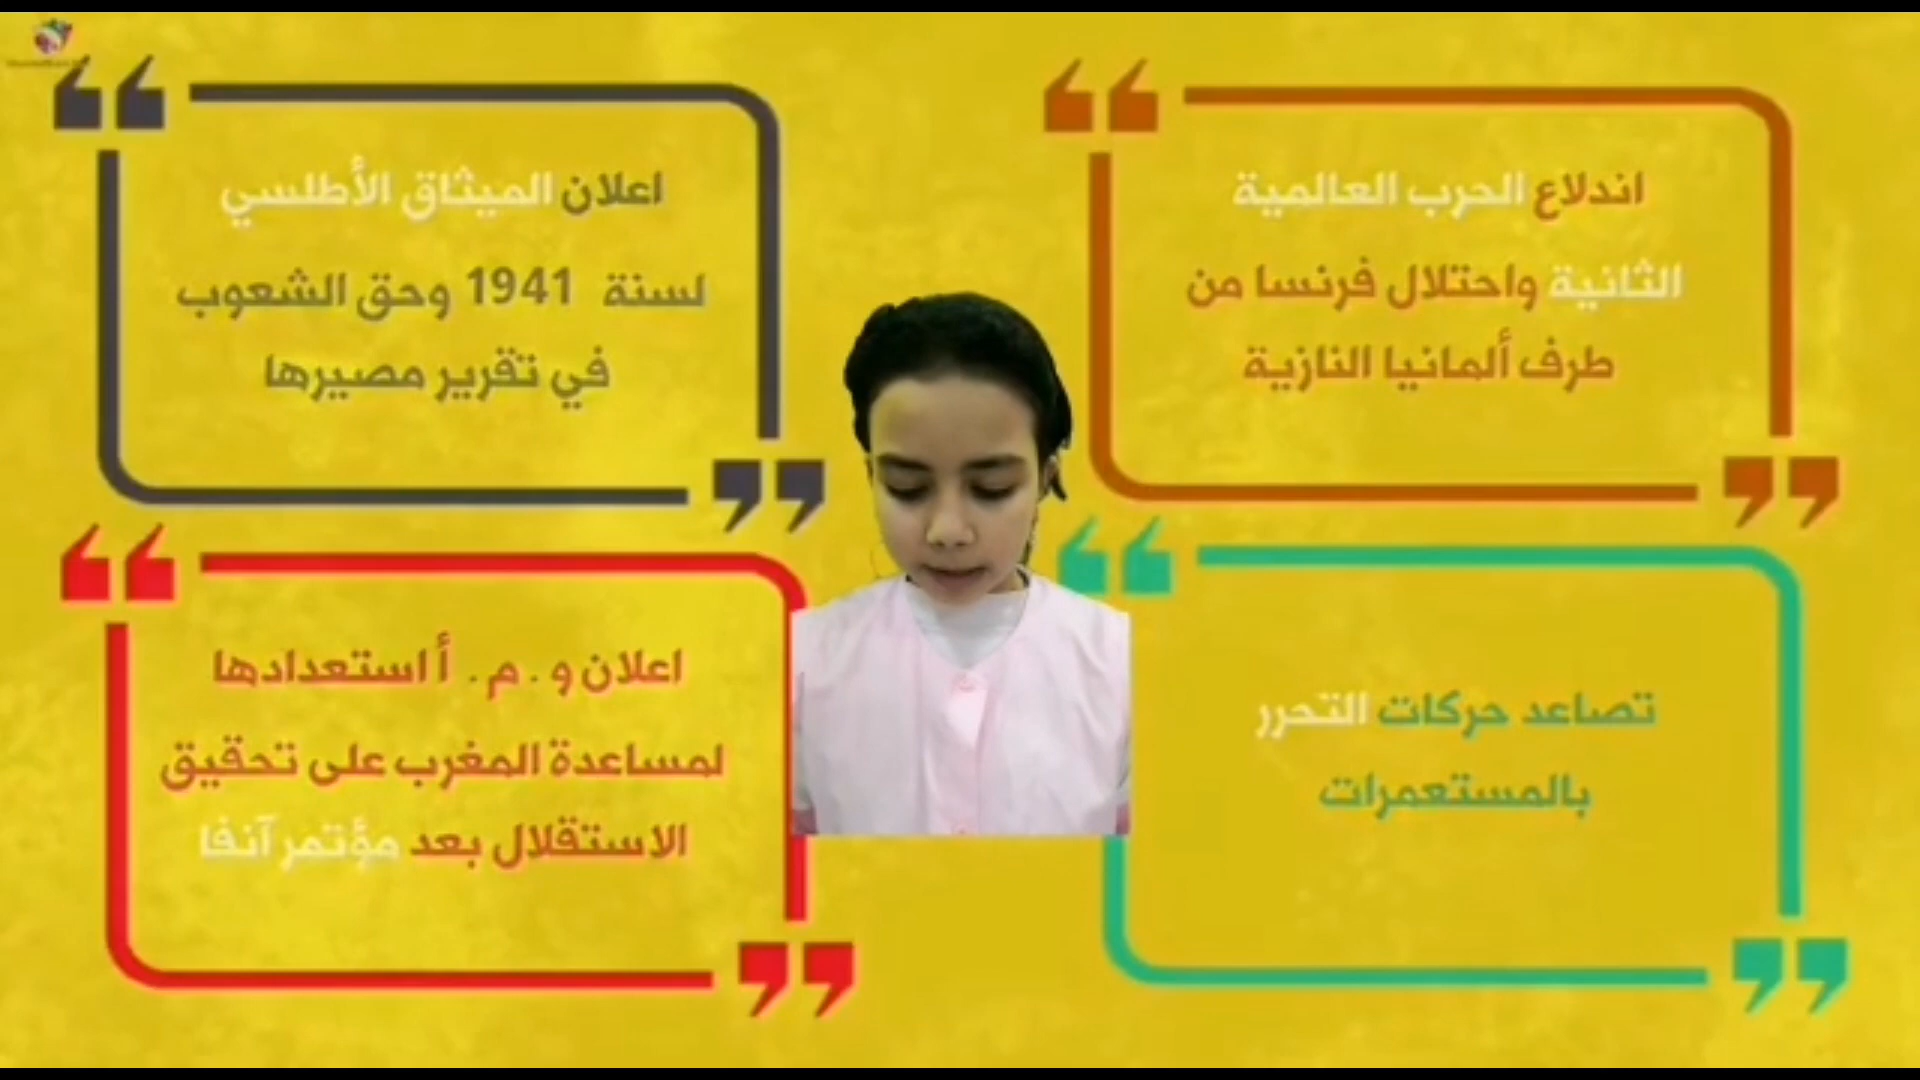 اندلاع الحرب العالمية
الثانية واحتلال فرنسا من
طرف ألمانيا النازية
اعلان الميثاق الأطلسي
لسنة 1941 وحق الشعوب
في تقرير مصيرها
تصاعد حركات التحرر
بالمستعمرات
اعلان و . م . أ استعدادها
لمساعدة المغرب على تحقيق
الاستقلال بعد مؤتمر آنفا